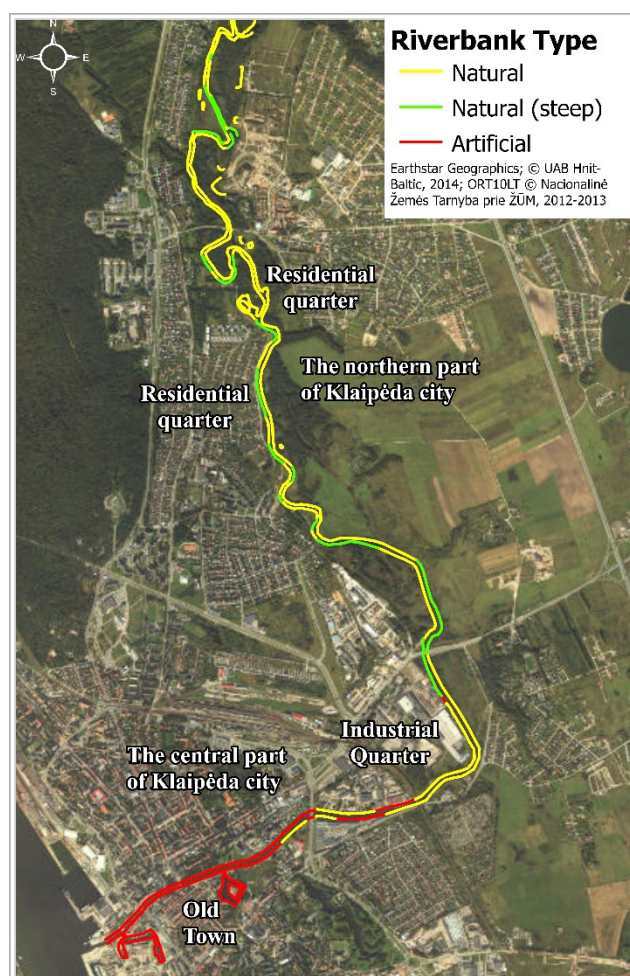 N
W E
S
Riverbank Type
Natural
Natural (steep)
Artificial
Earthstar Geographics; © UAB Hnit-
Baltic, 2014; ORT10LT © Nacionalinė
Žemės Tarnyba prie ŽŪM, 2012-2013
Residential
quarter
The northern part
of Klaipėda city
Residential
quarter
Industrial
Quarter
The central part
of Klaipėda city
Old
Town